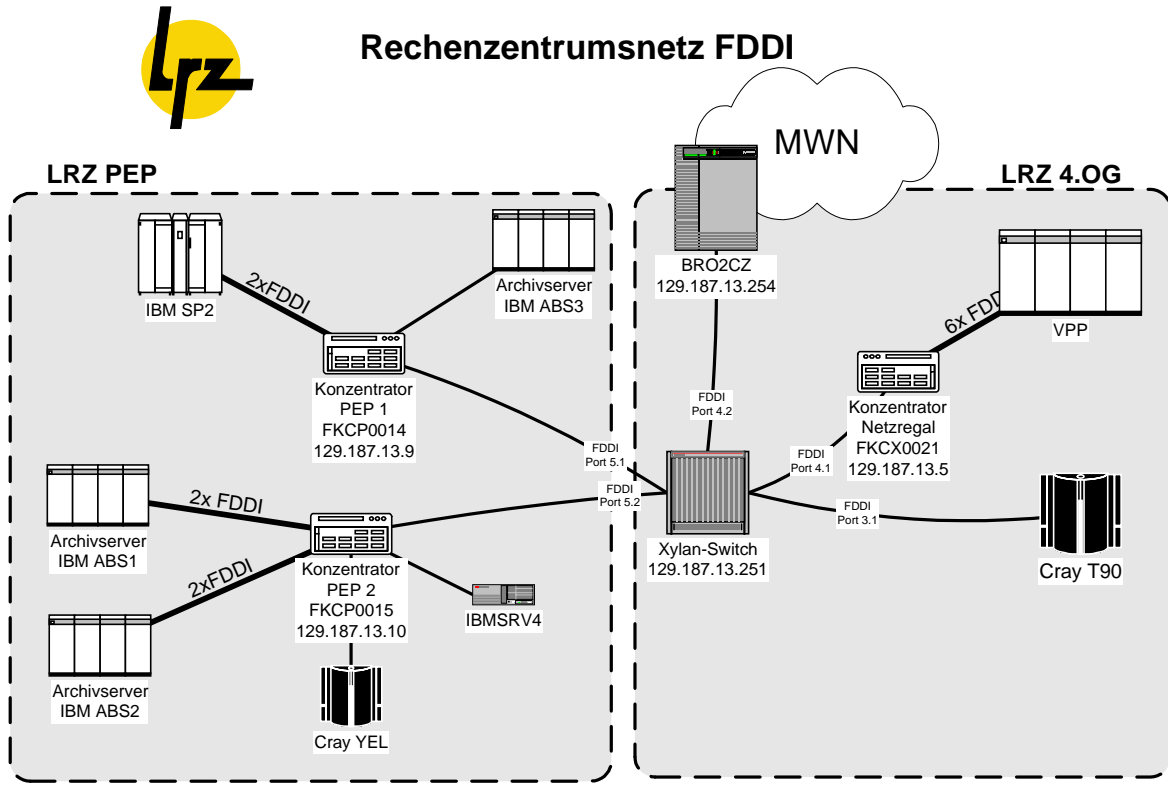 lrz
Rechenzentrumsnetz FDDI
MWN
LRZ PEP
LRZ 4.OG
IBM SP2
2xFDDI
Archivserver
IBM ABS3
BRO2CZ
129.187.13.254
6x FDD
VPP
Konzentrator
PEP 1
FKCP0014
129.187.13.9
FDDI
Port 4.2
Konzentrator
Netzregal
FKCX0021
129.187.13.5
FDDI
Port 5.1
FDDI
Port 4.1
Archivserver
IBM ABS1
2x FDDI
FDDI
Port 5.2
FDDI
Port 3.1
Xylan-Switch
129.187.13.251
Cray T90
2xFDDI
Konzentrator
PEP 2
FKCP0015
129.187.13.10
IBMSRV4
Archivserver
IBM ABS2
Cray YEL